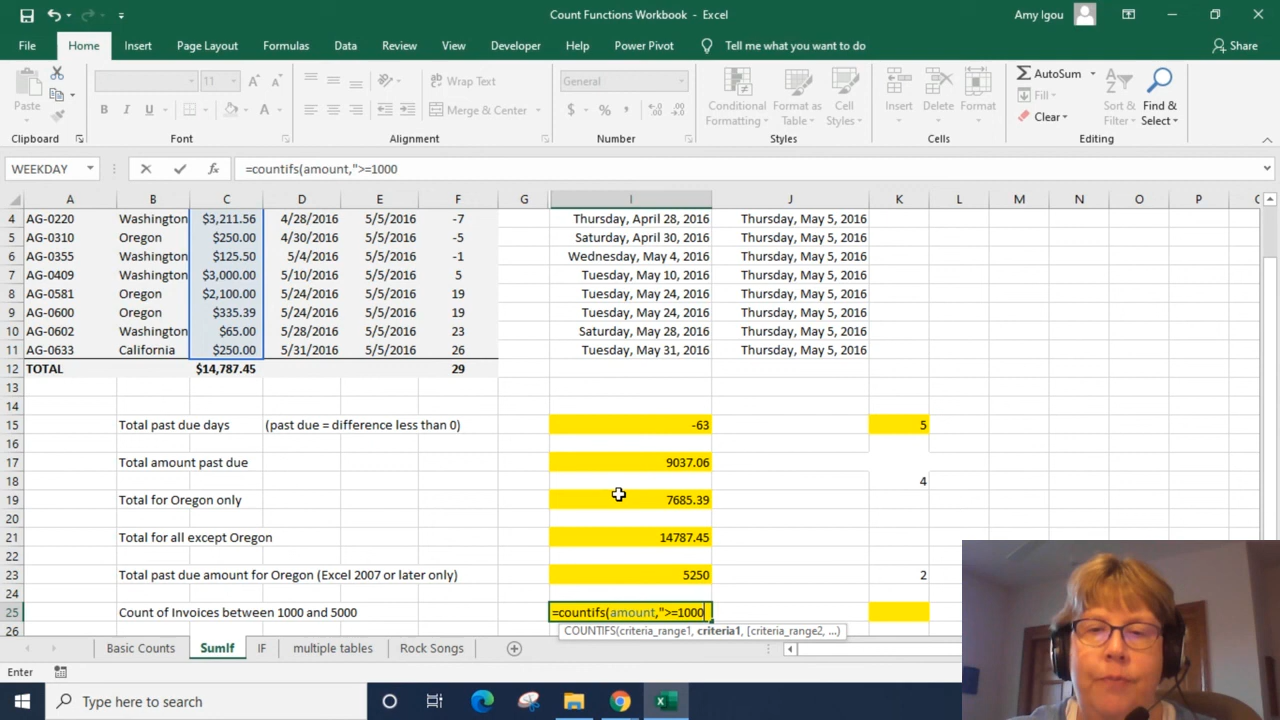 Count Functions Workbook - Excel
Amy Igou
File Home Insert Page Layout Formulas Data Review View Developer Help Power Pivot Tell me what you want to do Share
Paste
11 A A
Wrap Text
General
AutoSum
B I U
Merge & Center
$ % ,
Conditional Formatting
Format as Table
Cell Styles
Insert Delete Format
Fill
Clear
Sort & Filter
Find & Select
Clipboard Font Alignment Number Styles Cells Editing
WEEKDAY fx =countifs(amount,">=1000
A B C D E F G I J K L M N O P
4 AG-0220 Washington $3,211.56 4/28/2016 5/5/2016 -7 Thursday, April 28, 2016 Thursday, May 5, 2016
5 AG-0310 Oregon $250.00 4/30/2016 5/5/2016 -5 Saturday, April 30, 2016 Thursday, May 5, 2016
6 AG-0355 Washington $125.50 5/4/2016 5/5/2016 -1 Wednesday, May 4, 2016 Thursday, May 5, 2016
7 AG-0409 Washington $3,000.00 5/10/2016 5/5/2016 5 Tuesday, May 10, 2016 Thursday, May 5, 2016
8 AG-0581 Oregon $2,100.00 5/24/2016 5/5/2016 19 Tuesday, May 24, 2016 Thursday, May 5, 2016
9 AG-0600 Oregon $335.39 5/24/2016 5/5/2016 19 Tuesday, May 24, 2016 Thursday, May 5, 2016
10 AG-0602 Washington $65.00 5/28/2016 5/5/2016 23 Saturday, May 28, 2016 Thursday, May 5, 2016
11 AG-0633 California $250.00 5/31/2016 5/5/2016 26 Tuesday, May 31, 2016 Thursday, May 5, 2016
12 TOTAL $14,787.45 29
13
14
15 Total past due days (past due = difference less than 0) -63 5
16
17 Total amount past due 9037.06
18 4
19 Total for Oregon only 7685.39
20
21 Total for all except Oregon 14787.45
22
23 Total past due amount for Oregon (Excel 2007 or later only) 5250 2
24
25 Count of Invoices between 1000 and 5000 =countifs(amount,">=1000
26 COUNTIFS(criteria_range1, criteria1, [criteria_range2, ...)
Basic Counts SumIf IF multiple tables Rock Songs
Enter
Type here to search